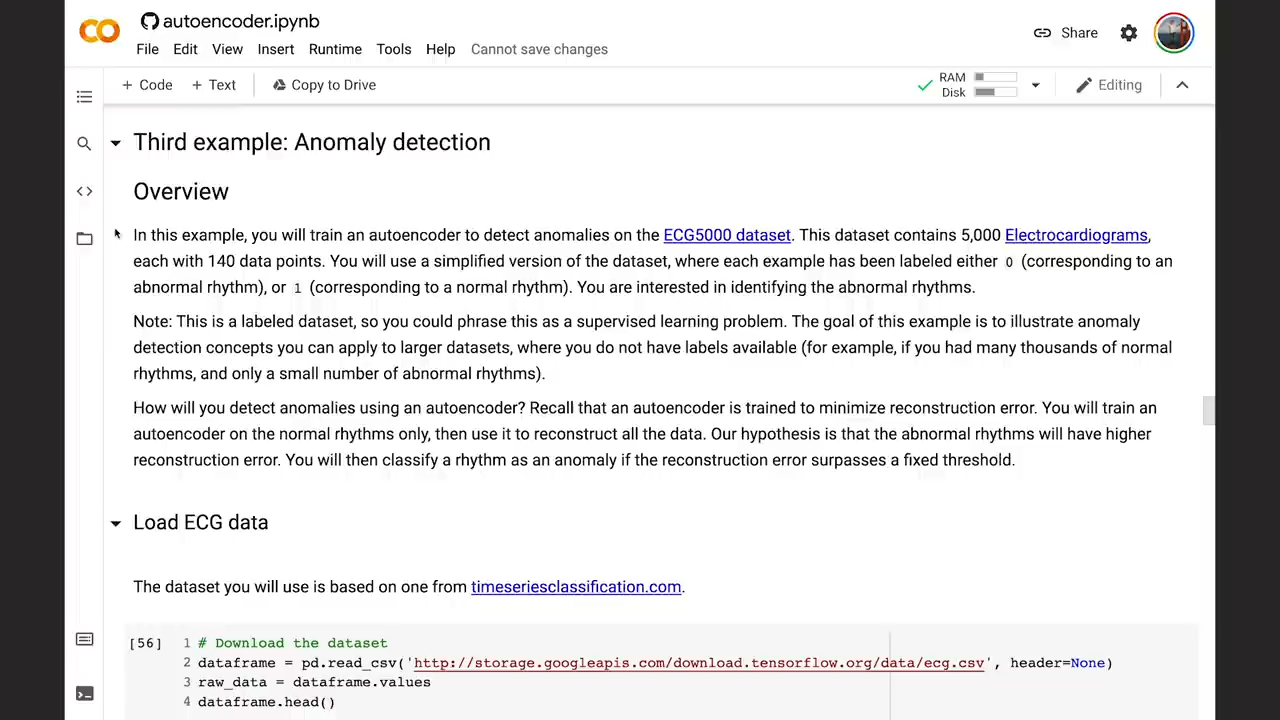 autoencoder.ipynb
Share
File Edit View Insert Runtime Tools Help Cannot save changes
+ Code + Text Copy to Drive RAM Disk Editing
Third example: Anomaly detection
Overview
In this example, you will train an autoencoder to detect anomalies on the ECG5000 dataset. This dataset contains 5,000 Electrocardiograms,
each with 140 data points. You will use a simplified version of the dataset, where each example has been labeled either 0 (corresponding to an
abnormal rhythm), or 1 (corresponding to a normal rhythm). You are interested in identifying the abnormal rhythms.
Note: This is a labeled dataset, so you could phrase this as a supervised learning problem. The goal of this example is to illustrate anomaly
detection concepts you can apply to larger datasets, where you do not have labels available (for example, if you had many thousands of normal
rhythms, and only a small number of abnormal rhythms).
How will you detect anomalies using an autoencoder? Recall that an autoencoder is trained to minimize reconstruction error. You will train an
autoencoder on the normal rhythms only, then use it to reconstruct all the data. Our hypothesis is that the abnormal rhythms will have higher
reconstruction error. You will then classify a rhythm as an anomaly if the reconstruction error surpasses a fixed threshold.
Load ECG data
The dataset you will use is based on one from timeseriesclassification.com.
[56] 1 # Download the dataset
2 dataframe = pd.read_csv('http://storage.googleapis.com/download.tensorflow.org/data/ecg.csv', header=None)
3 raw_data = dataframe.values
4 dataframe.head()